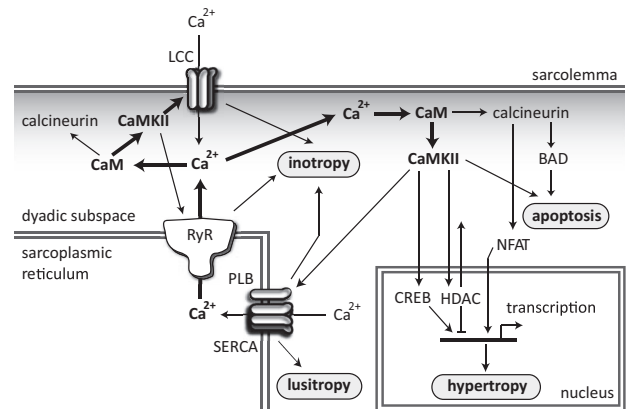 Ca2+
LCC
sarcolemma
calcineurin
CaMKII
Ca2+
CaM
calcineurin
CaM
Ca2+
inotropy
CaMKII
BAD
dyadic subspace
RyR
apoptosis
sarcoplasmic
reticulum
NFAT
PLB
Ca2+
Ca2+
CREB
HDAC
transcription
SERCA
lusitropy
hypertropy
nucleus